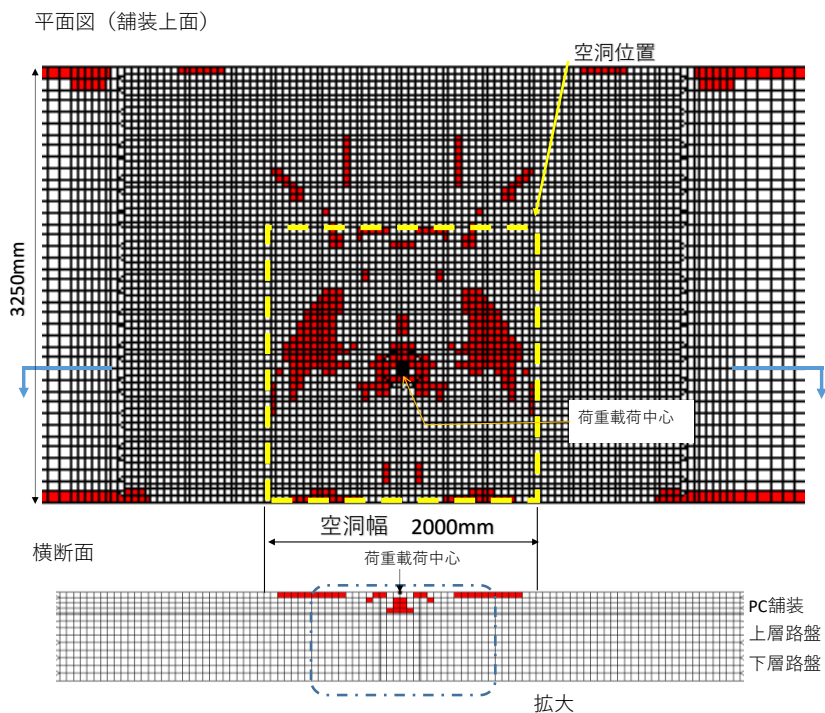 平面図（舗装上面）
空洞位置
3250mm
荷重載荷中心
空洞幅　2000mm
横断面
荷重載荷中心
PC舗装
上層路盤
下層路盤
拡大